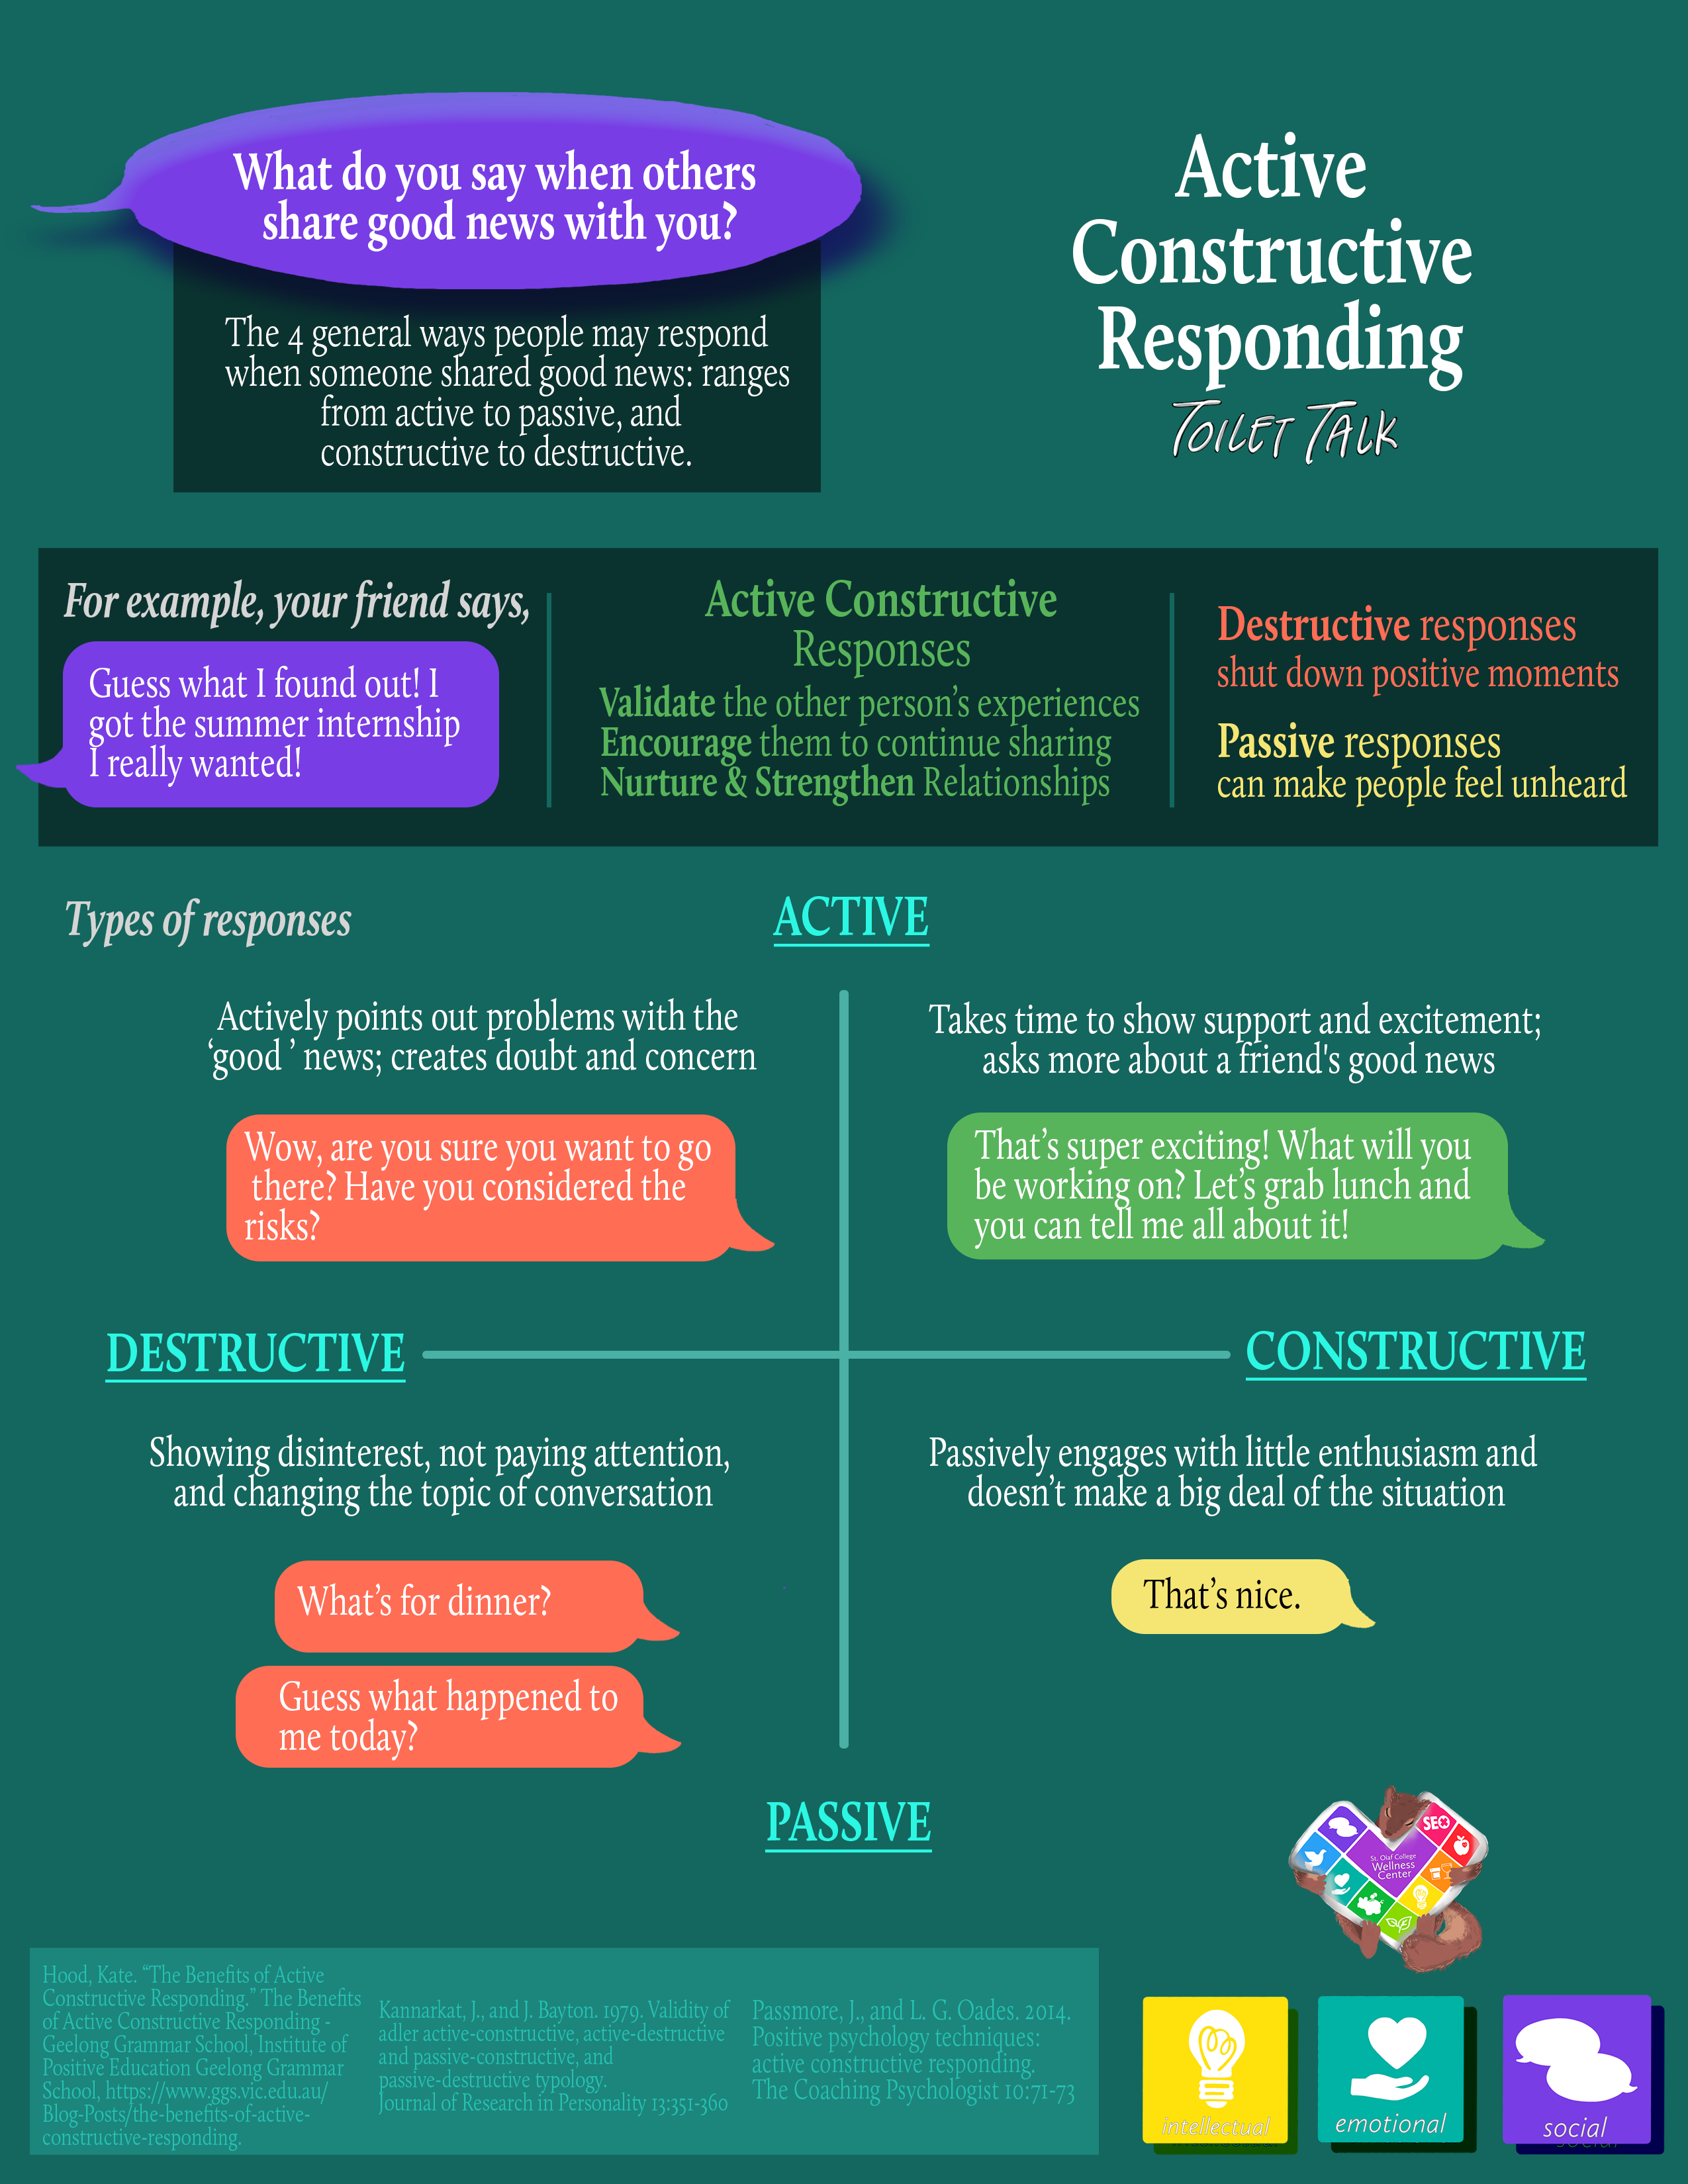 What do you say when others
share good news with you?
The 4 general ways people may respond
when someone shared good news: ranges
from active to passive, and
constructive to destructive.
Active
Constructive
Responding
TOILET TALK
For example, your friend says,
Guess what I found out! I
got the summer internship
I really wanted!
Active Constructive
Responses
Validate the other person’s experiences
Encourage them to continue sharing
Nurture & Strengthen Relationships
Destructive responses
shut down positive moments
Passive responses
can make people feel unheard
Types of responses
ACTIVE
Actively points out problems with the
‘good ’ news; creates doubt and concern
Wow, are you sure you want to go
there? Have you considered the
risks?
Takes time to show support and excitement;
asks more about a friend's good news
That’s super exciting! What will you
be working on? Let’s grab lunch and
you can tell me all about it!
DESTRUCTIVE
CONSTRUCTIVE
Showing disinterest, not paying attention,
and changing the topic of conversation
What’s for dinner?
Guess what happened to
me today?
Passively engages with little enthusiasm and
doesn’t make a big deal of the situation
That’s nice.
PASSIVE
SEO
St. Olaf College
Wellness
Center
Hood, Kate. “The Benefits of Active
Constructive Responding.” The Benefits
of Active Constructive Responding -
Geelong Grammar School, Institute of
Positive Education Geelong Grammar
School, https://www.ggs.vic.edu.au/
Blog-Posts/the-benefits-of-active-
constructive-responding.
Kannarkat, J., and J. Bayton. 1979. Validity of
adler active-constructive, active-destructive
and passive-constructive, and
passive-destructive typology.
Journal of Research in Personality 13:351-360
Passmore, J., and L. G. Oades. 2014.
Positive psychology techniques:
active constructive responding.
The Coaching Psychologist 10:71-73
intellectual
emotional
social